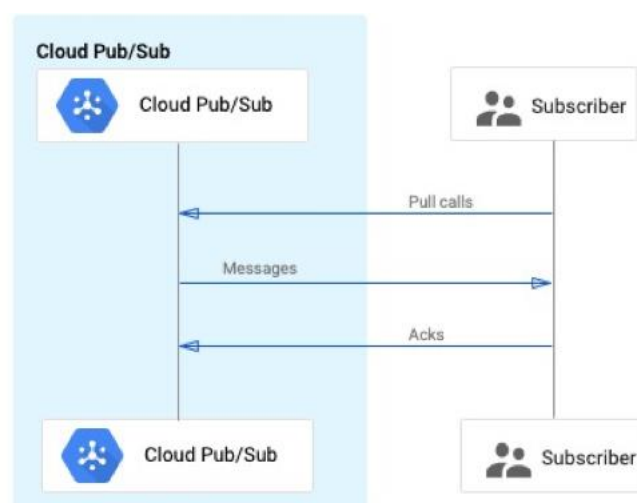 Cloud Pub/Sub
Cloud Pub/Sub
Subscriber
Pull calls
Messages
Acks
Cloud Pub/Sub
Subscriber